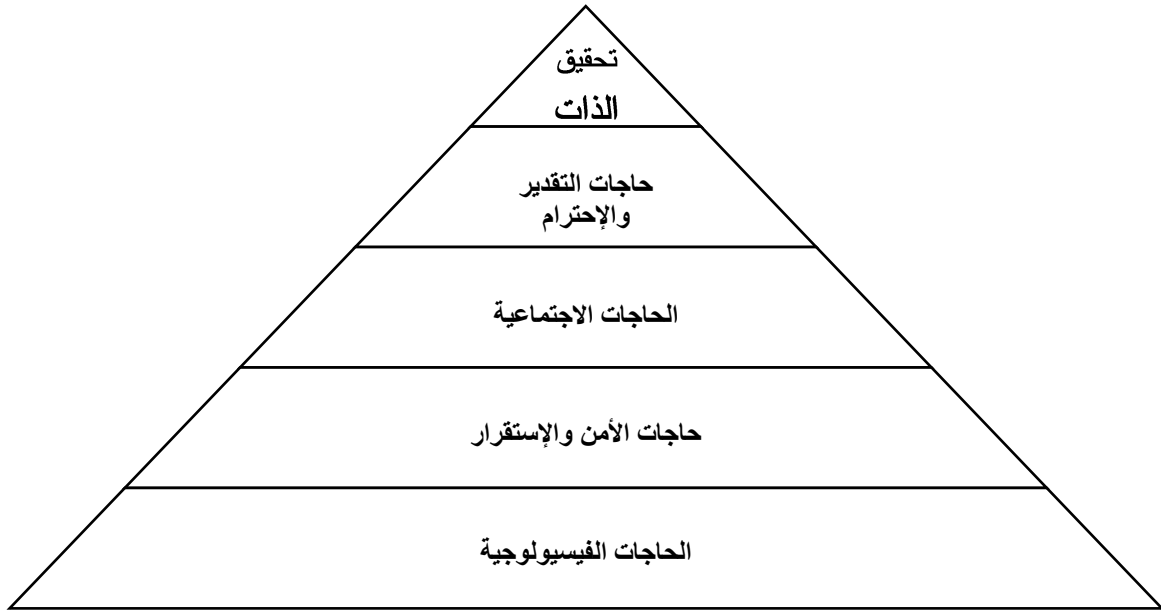 تحقيق
الذات
حاجات التقدير
والإحترام
الحاجات الاجتماعية
حاجات الأمن والإستقرار
الحاجات الفيسيولوجية